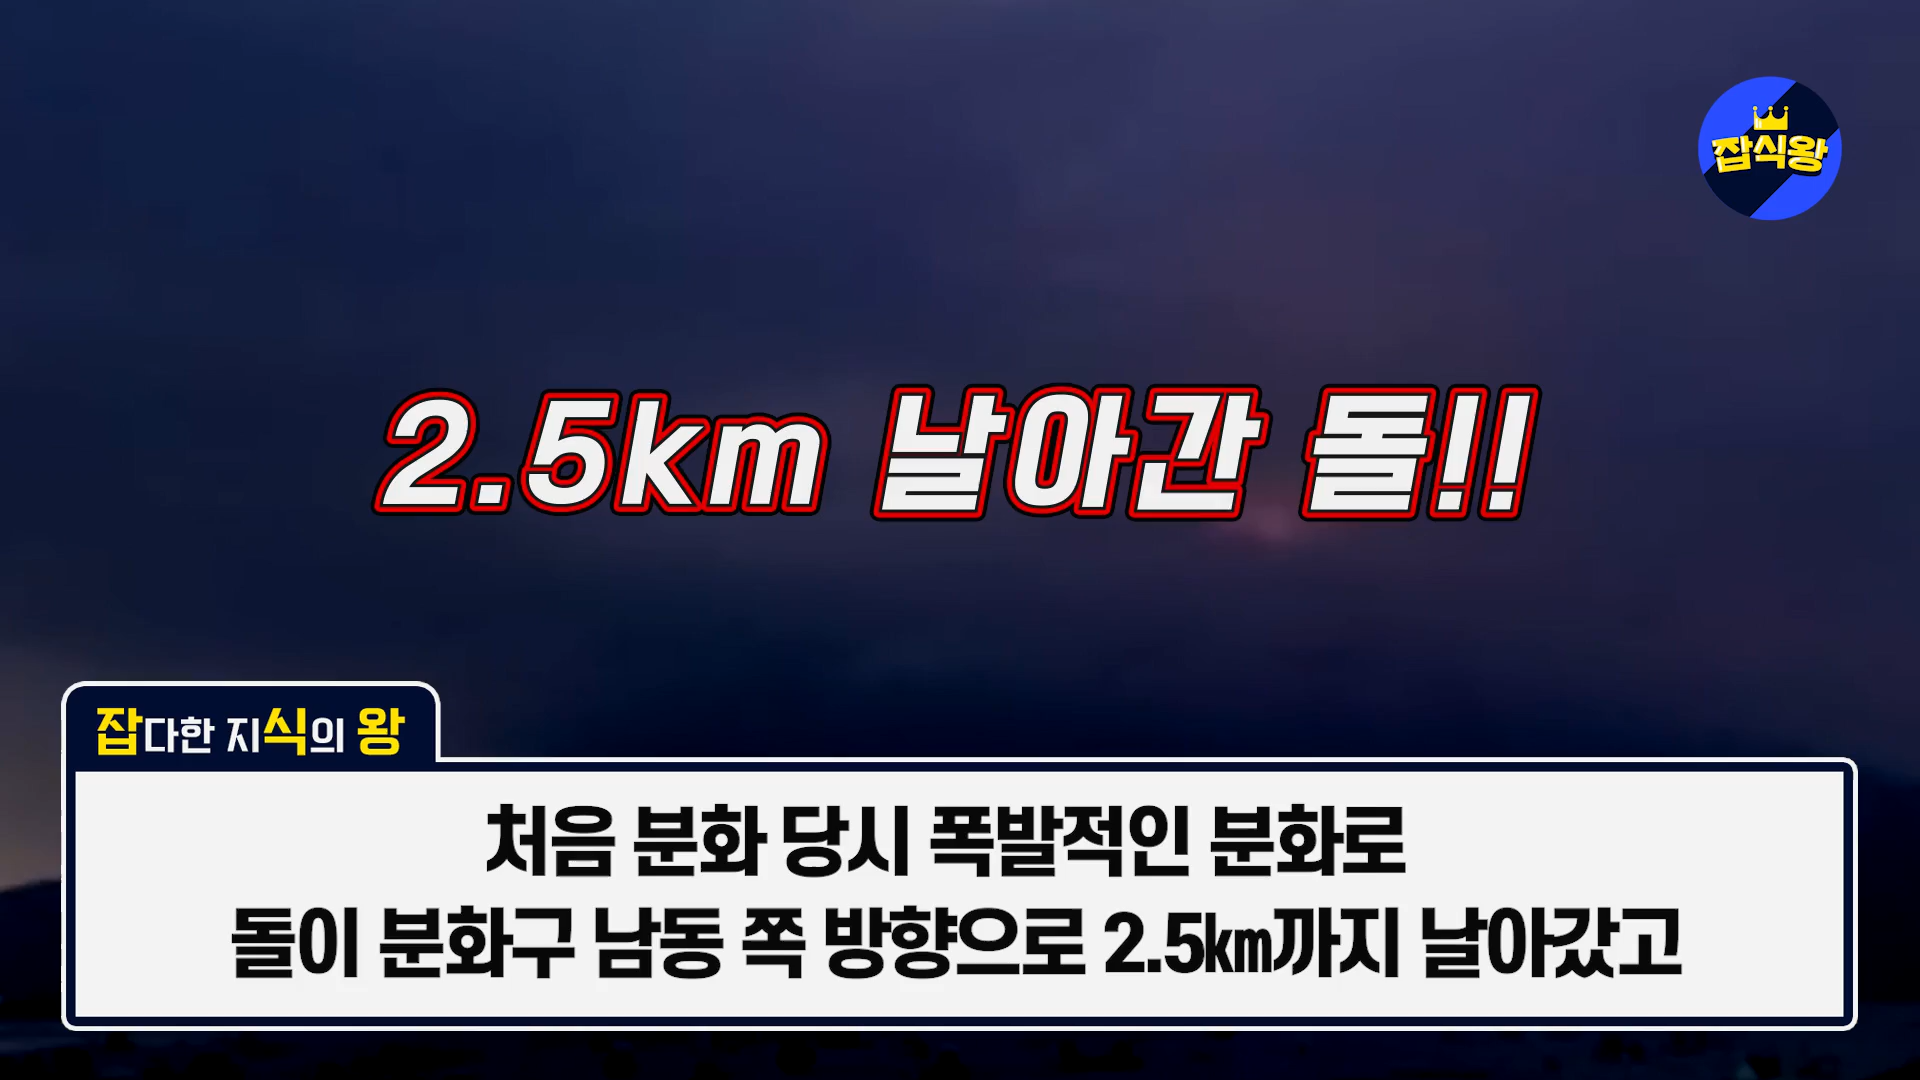 잡식왕
2.5km 날아간 돌!!
잡다한 지식의 왕
처음 분화 당시 폭발적인 분화로
돌이 분화구 남동 쪽 방향으로 2.5㎞까지 날아갔고